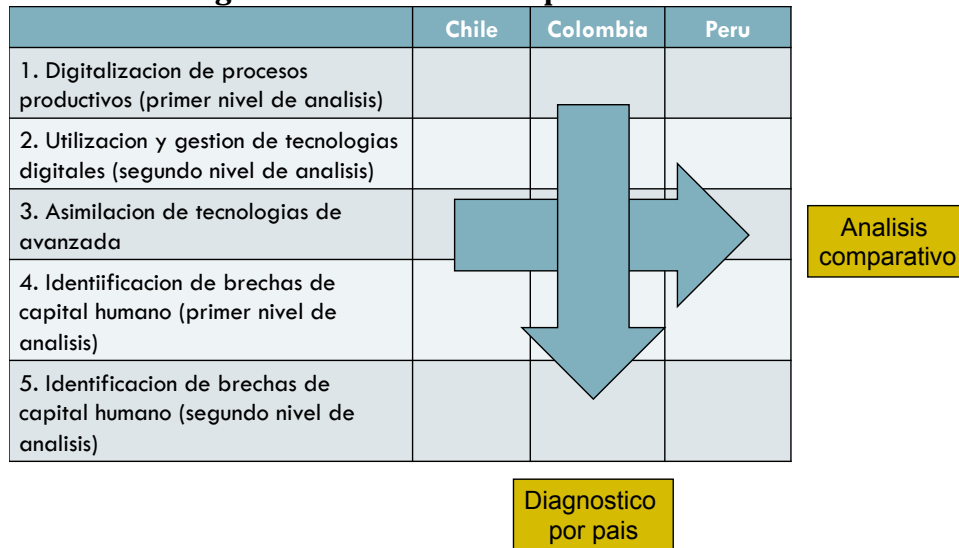 Chile Colombia Peru
1. Digitalizacion de procesos
productivos (primer nivel de analisis)
2. Utilizacion y gestion de tecnologias
digitales (segundo nivel de analisis)
3. Asimilacion de tecnologias de
avanzada
4. Identiificacion de brechas de
capital humano (primer nivel de
analisis)
5. Identificacion de brechas de
capital humano (segundo nivel de
analisis)
Analisis
comparativo
Diagnostico
por pais